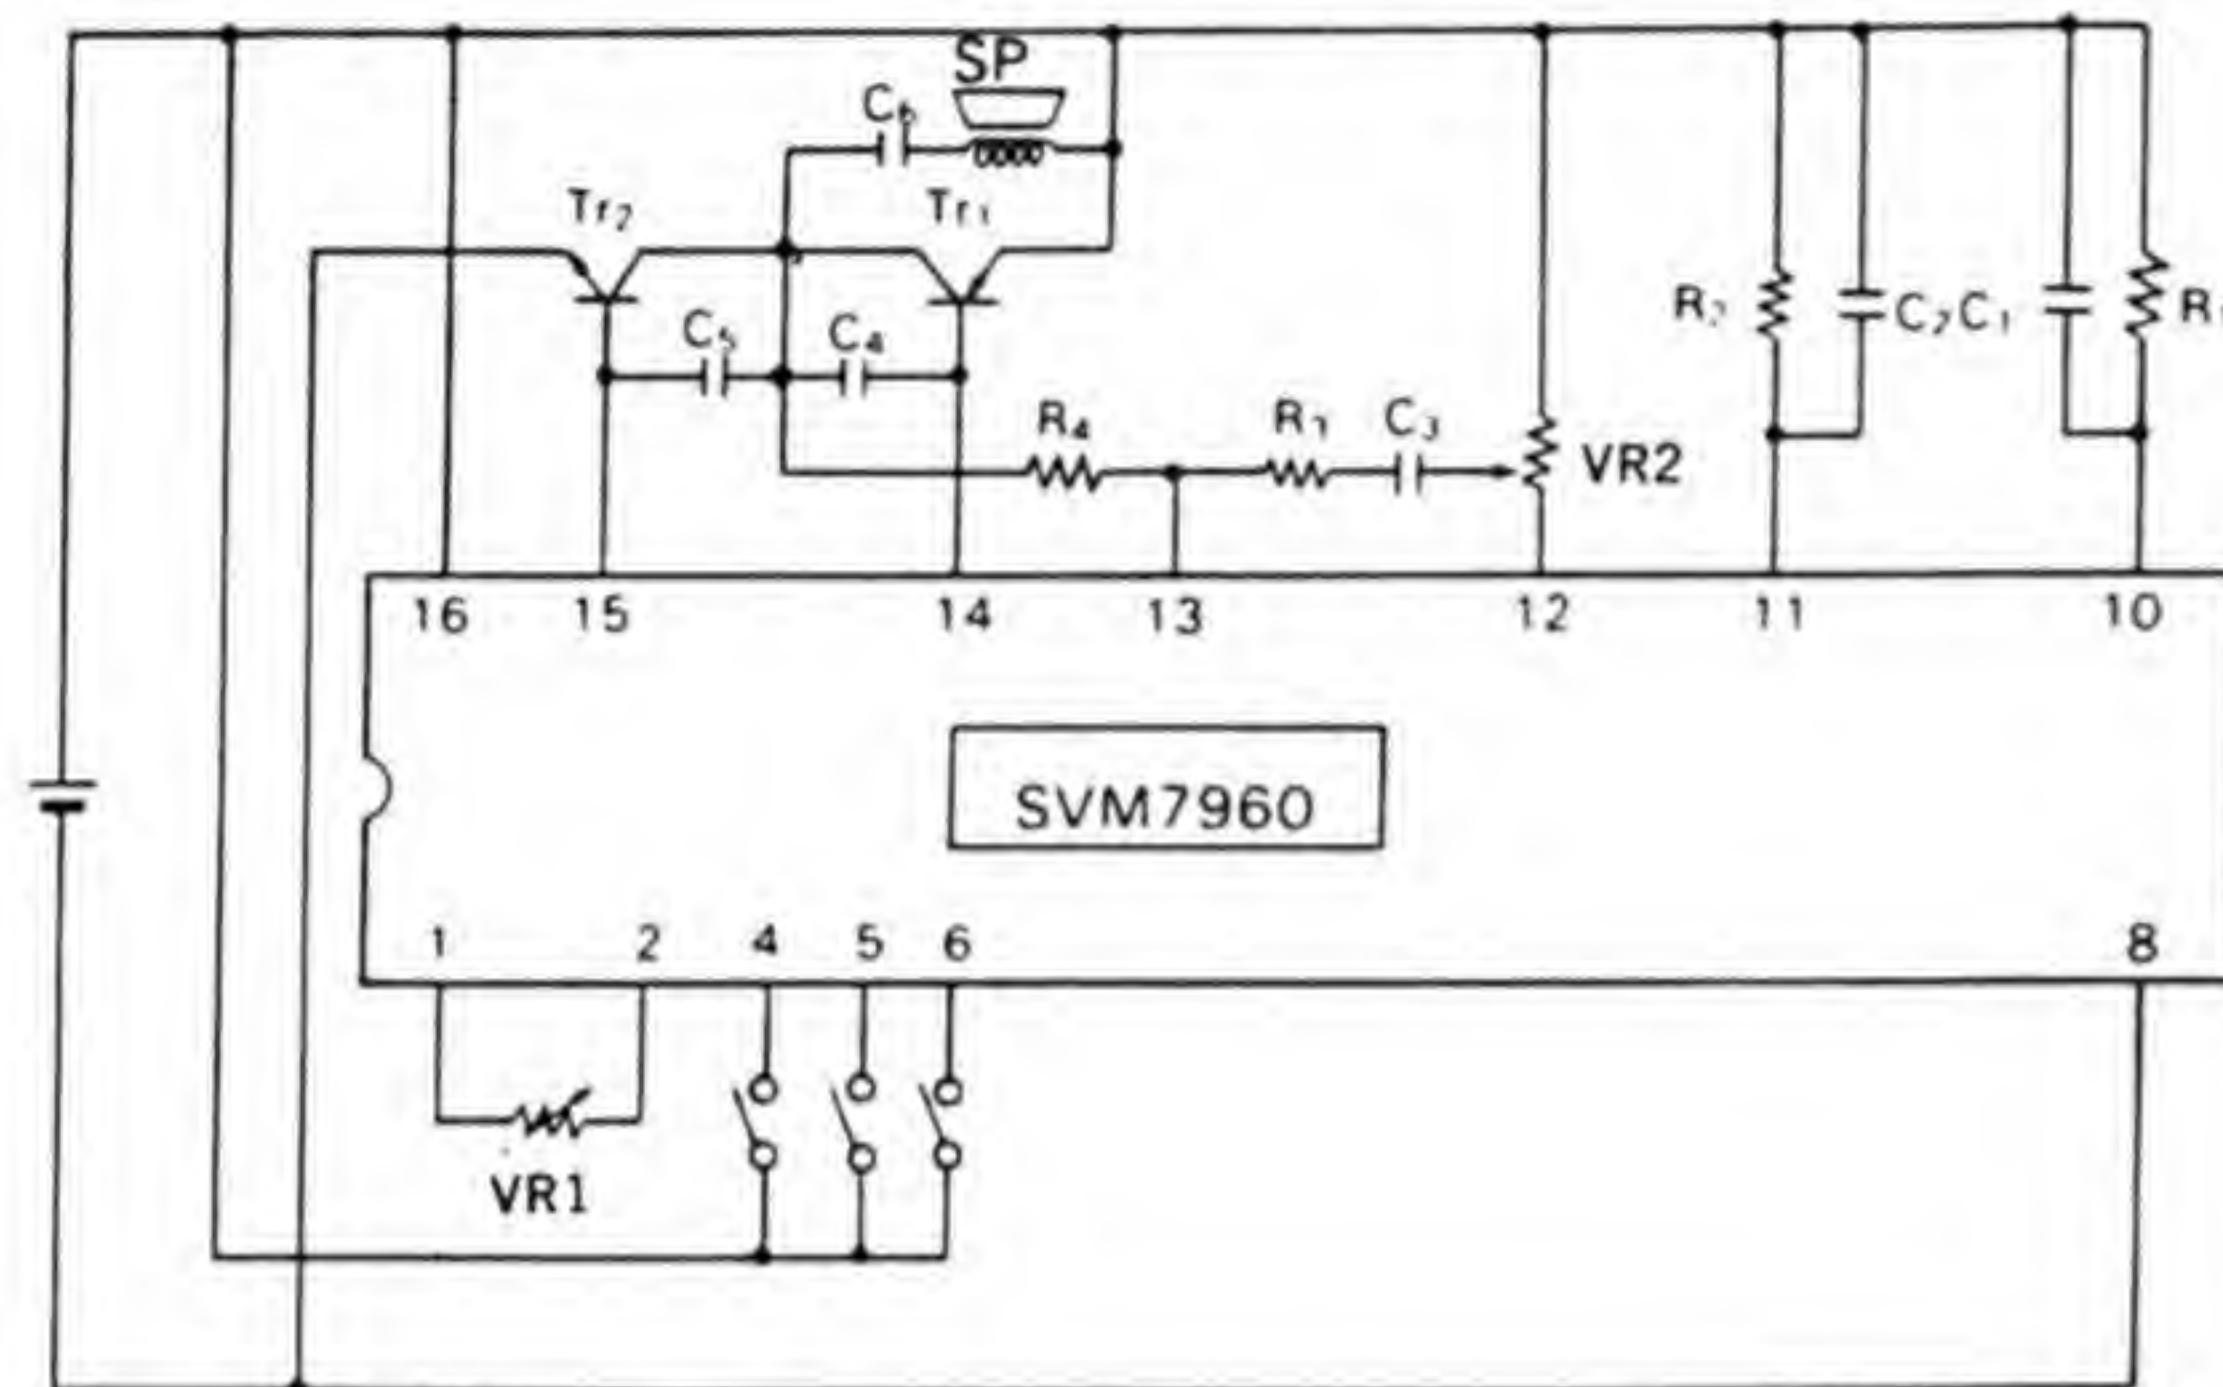 SP
C₆
Tr₂ Tr₁
C₅ C₄
R₂ C₂ C₁ R₁
R₄ R₃ C₃ VR2
16 15 14 13 12 11 10
SVM7960
1 2 4 5 6 8
VR1